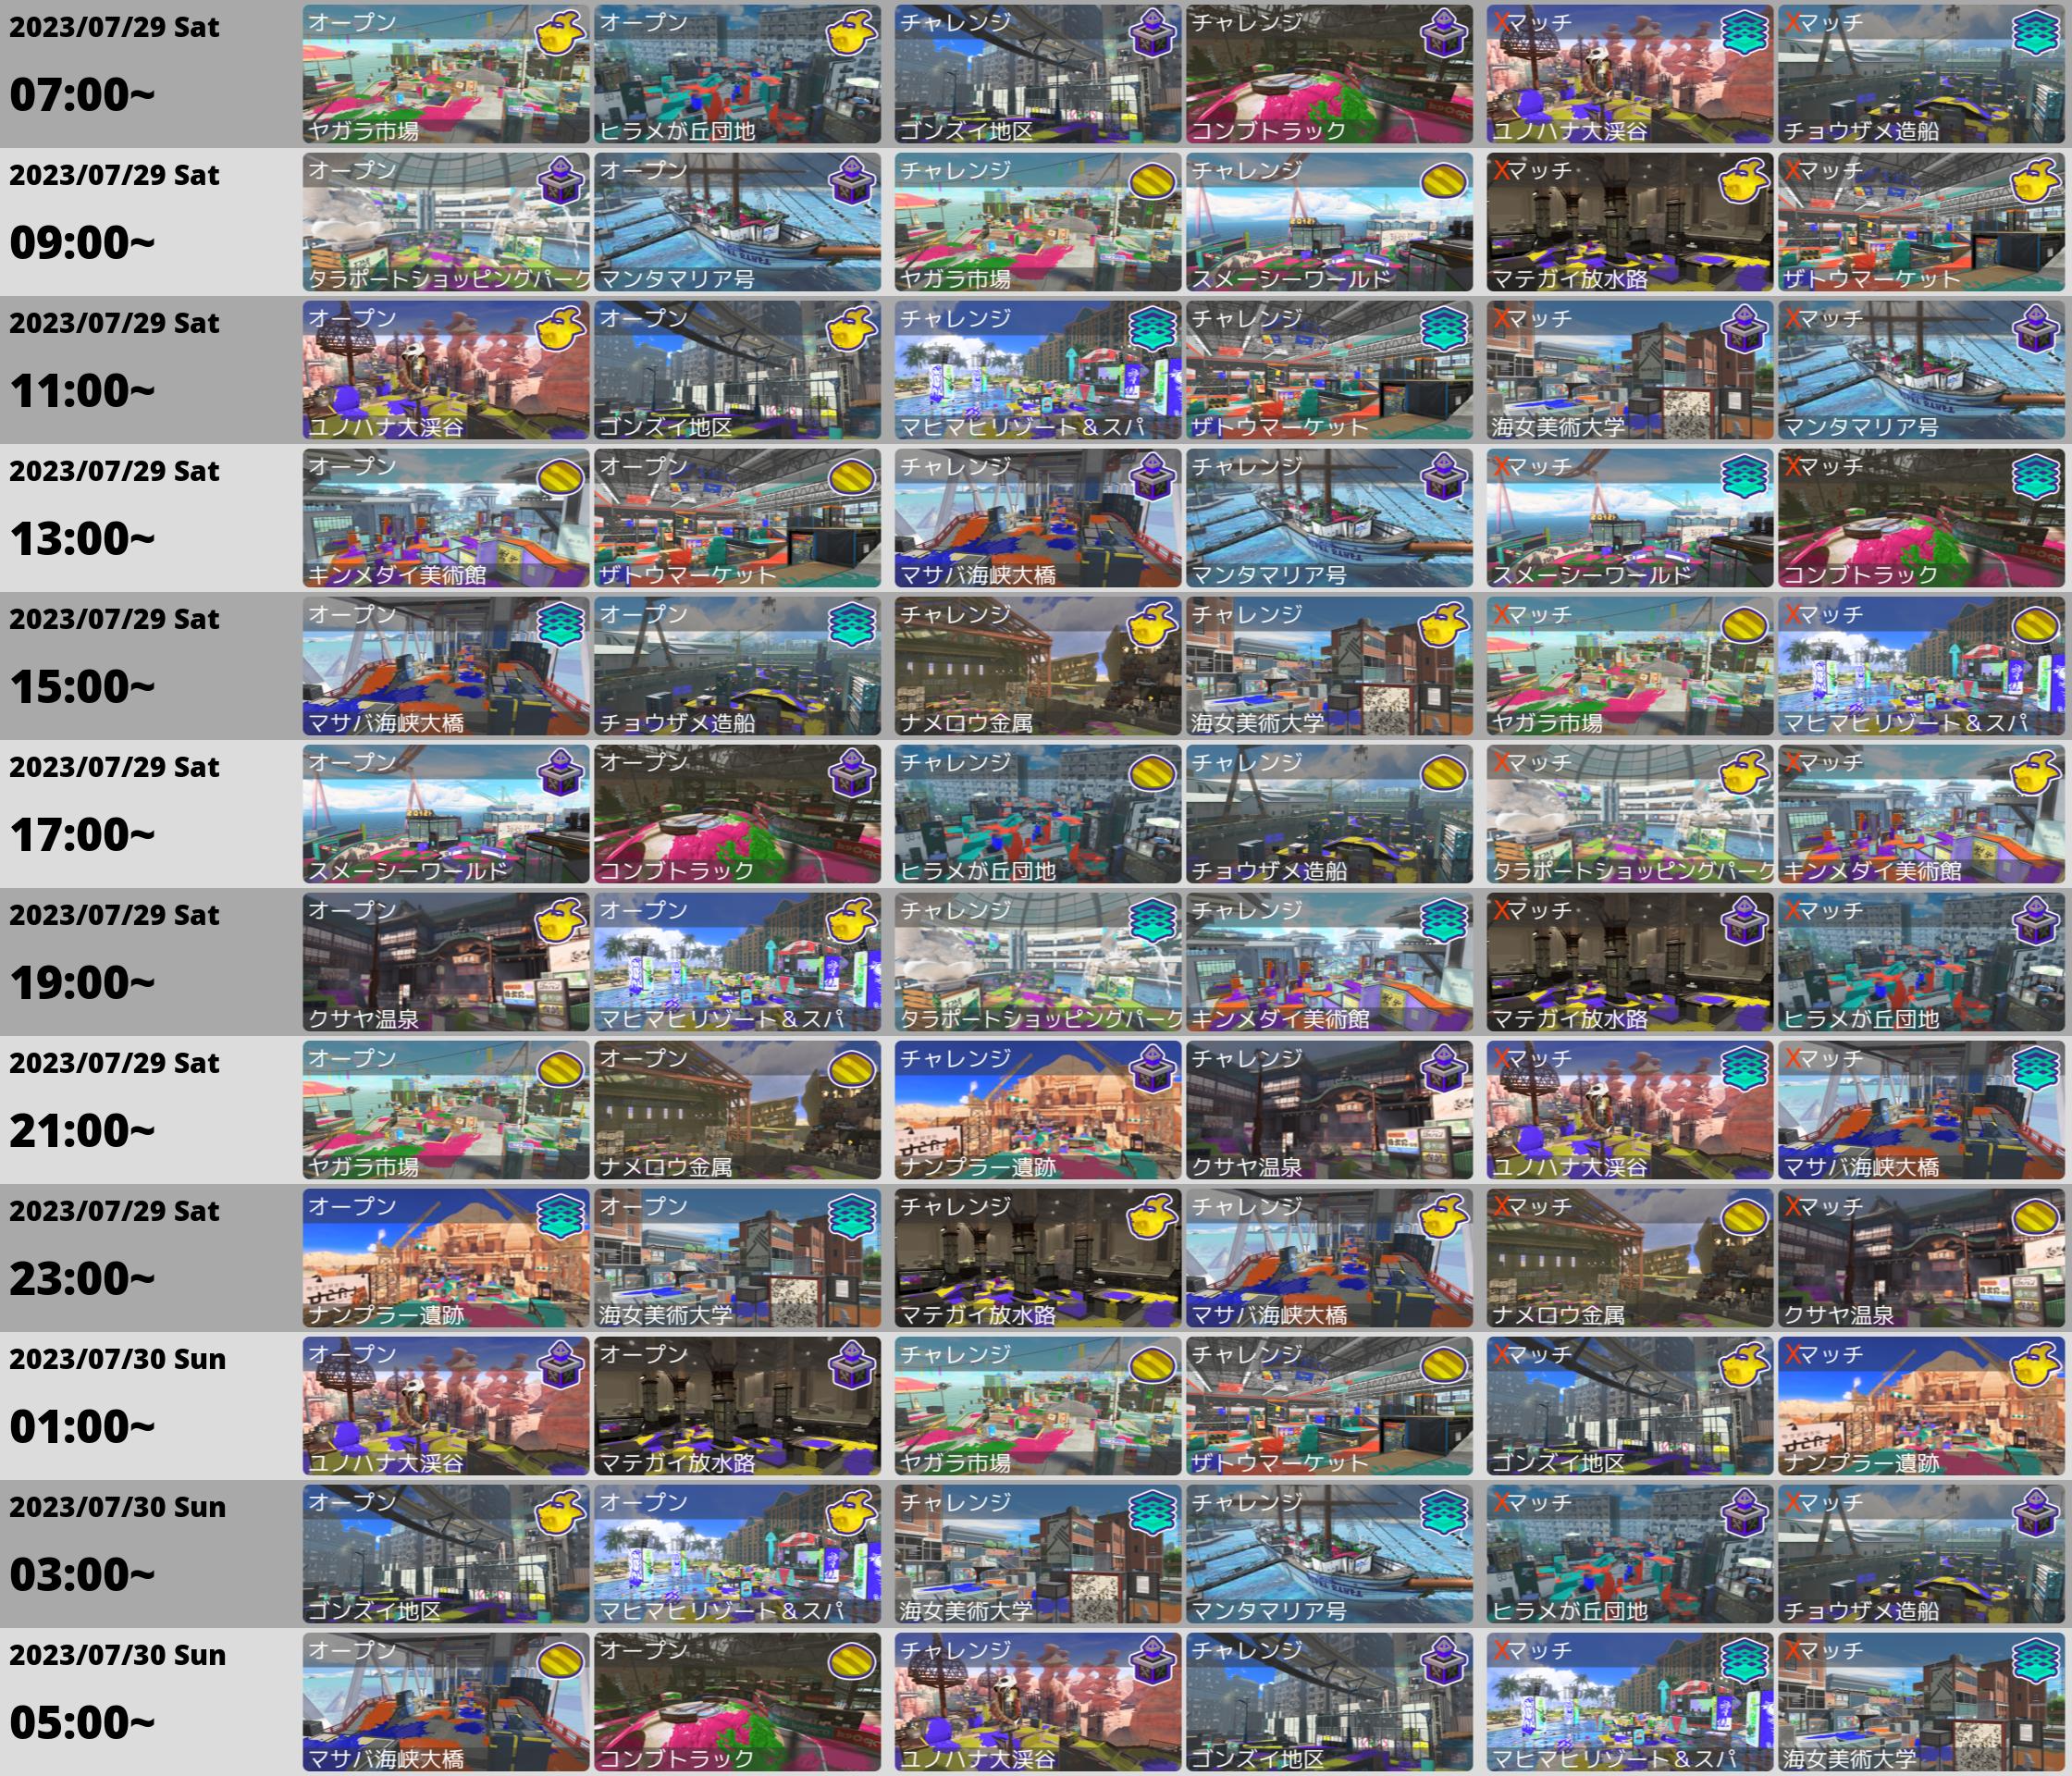 2023/07/29 Sat
07:00~
オープン オープン チャレンジ チャレンジ Xマッチ Xマッチ
ヤガラ市場 ヒラメが丘団地 ゴンズイ地区 コンブトラック ユノハナ大渓谷 チョウザメ造船
2023/07/29 Sat
09:00~
オープン オープン チャレンジ チャレンジ Xマッチ Xマッチ
タラポートショッピングパーク マンタマリア号 ヤガラ市場 スメーシーワールド マテガイ放水路 ザトウマーケット
2023/07/29 Sat
11:00~
オープン オープン チャレンジ チャレンジ Xマッチ Xマッチ
ユノハナ大渓谷 ゴンズイ地区 マヒマヒリゾート＆スパ ザトウマーケット 海女美術大学 マンタマリア号
2023/07/29 Sat
13:00~
オープン オープン チャレンジ チャレンジ Xマッチ Xマッチ
キンメダイ美術館 ザトウマーケット マサバ海峡大橋 マンタマリア号 スメーシーワールド コンブトラック
2023/07/29 Sat
15:00~
オープン オープン チャレンジ チャレンジ Xマッチ Xマッチ
マサバ海峡大橋 チョウザメ造船 ナメロウ金属 海女美術大学 ヤガラ市場 マヒマヒリゾート＆スパ
2023/07/29 Sat
17:00~
オープン オープン チャレンジ チャレンジ Xマッチ Xマッチ
スメーシーワールド コンブトラック ヒラメが丘団地 チョウザメ造船 タラポートショッピングパーク キンメダイ美術館
2023/07/29 Sat
19:00~
オープン オープン チャレンジ チャレンジ Xマッチ Xマッチ
クサヤ温泉 マヒマヒリゾート＆スパ タラポートショッピングパーク キンメダイ美術館 マテガイ放水路 ヒラメが丘団地
2023/07/29 Sat
21:00~
オープン オープン チャレンジ チャレンジ Xマッチ Xマッチ
ヤガラ市場 ナメロウ金属 ナンプラー遺跡 クサヤ温泉 ユノハナ大渓谷 マサバ海峡大橋
2023/07/29 Sat
23:00~
オープン オープン チャレンジ チャレンジ Xマッチ Xマッチ
ナンプラー遺跡 海女美術大学 マテガイ放水路 マサバ海峡大橋 ナメロウ金属 クサヤ温泉
2023/07/30 Sun
01:00~
オープン オープン チャレンジ チャレンジ Xマッチ Xマッチ
ユノハナ大渓谷 マテガイ放水路 ヤガラ市場 ザトウマーケット ゴンズイ地区 ナンプラー遺跡
2023/07/30 Sun
03:00~
オープン オープン チャレンジ チャレンジ Xマッチ Xマッチ
ゴンズイ地区 マヒマヒリゾート＆スパ 海女美術大学 マンタマリア号 ヒラメが丘団地 チョウザメ造船
2023/07/30 Sun
05:00~
オープン オープン チャレンジ チャレンジ Xマッチ Xマッチ
マサバ海峡大橋 コンブトラック ユノハナ大渓谷 ゴンズイ地区 マヒマヒリゾート＆スパ 海女美術大学